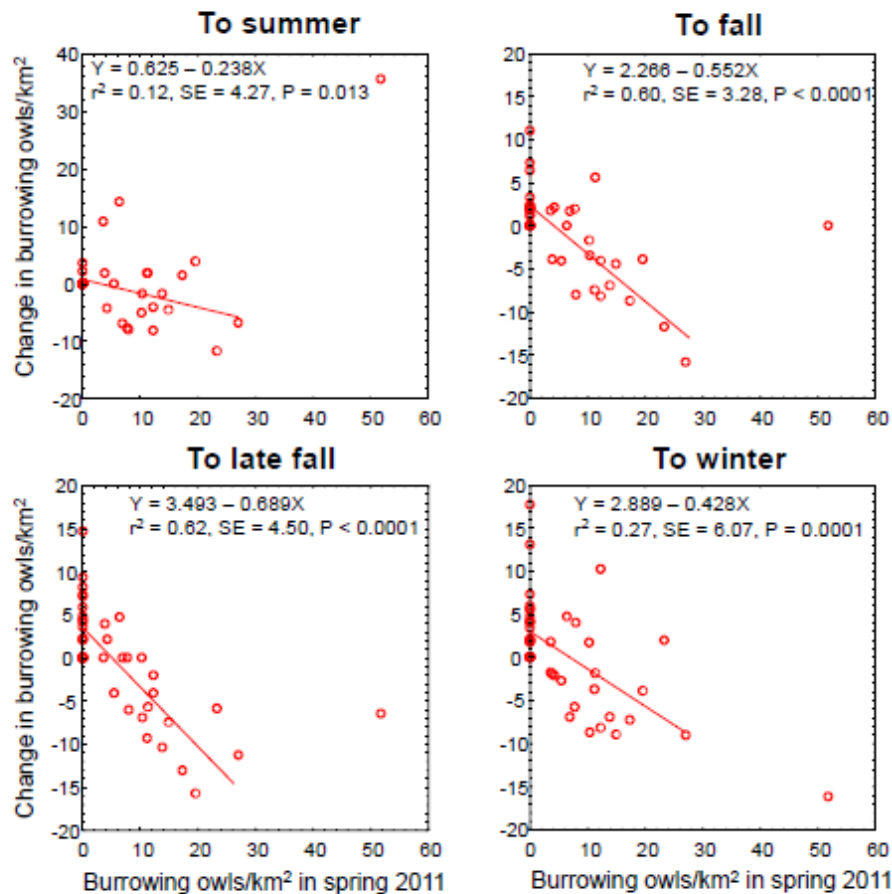 To summer
Y = 0.625 – 0.238X
r² = 0.12, SE = 4.27, P = 0.013
40
30
20
10
0
-10
-20
0 10 20 30 40 50 60
Change in burrowing owls/km²
To fall
Y = 2.266 – 0.552X
r² = 0.60, SE = 3.28, P < 0.0001
20
15
10
5
0
-5
-10
-15
-20
0 10 20 30 40 50 60
To late fall
Y = 3.493 – 0.689X
r² = 0.62, SE = 4.50, P < 0.0001
20
15
10
5
0
-5
-10
-15
-20
0 10 20 30 40 50 60
Change in burrowing owls/km²
Burrowing owls/km² in spring 2011
To winter
Y = 2.889 – 0.428X
r² = 0.27, SE = 6.07, P = 0.0001
20
15
10
5
0
-5
-10
-15
-20
0 10 20 30 40 50 60
Burrowing owls/km² in spring 2011